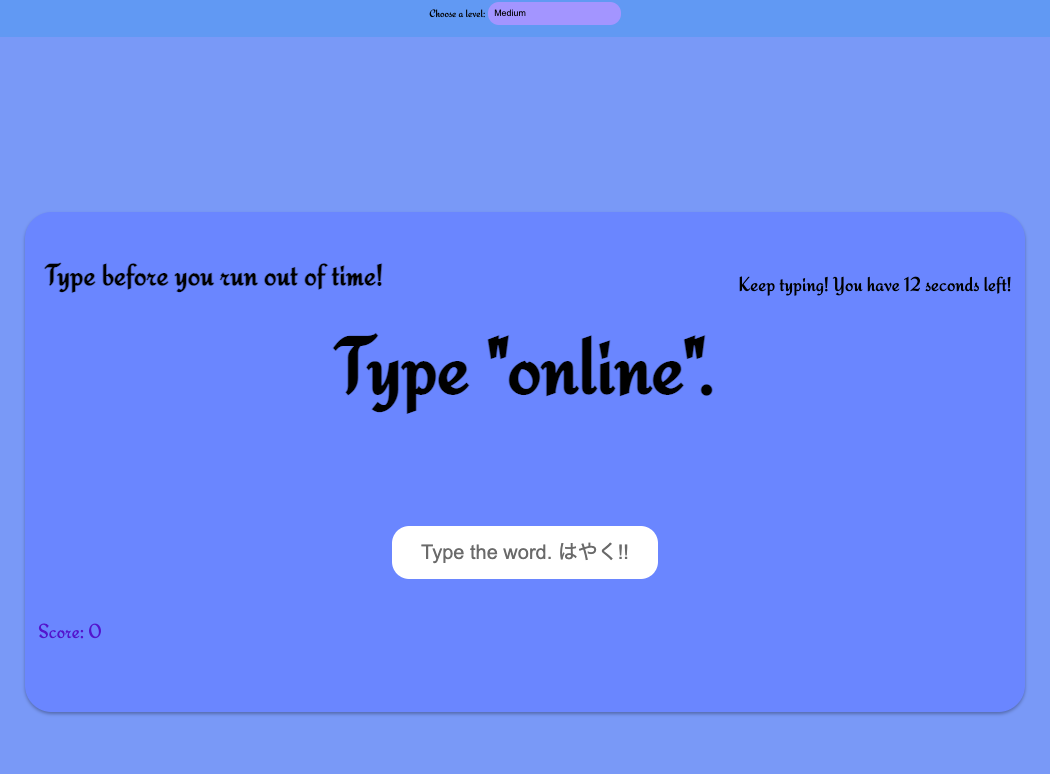 Choose a level: Medium
Type before you run out of time!
Keep typing! You have 12 seconds left!
Type "online".
Type the word. はやく!!
Score: 0